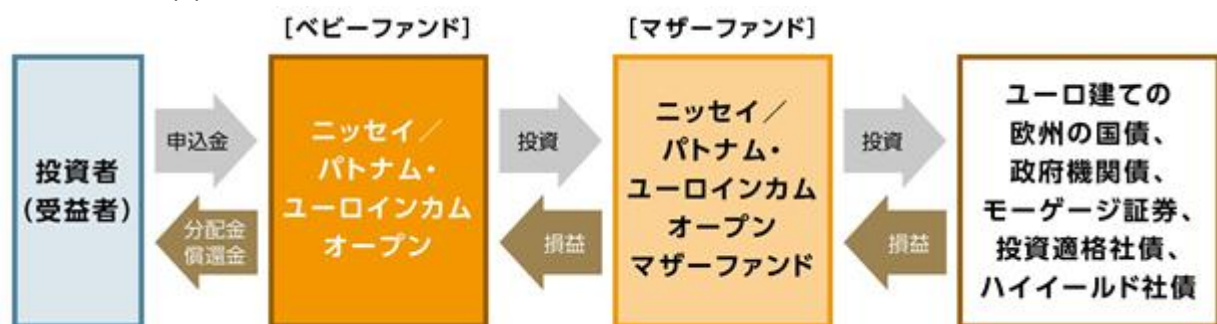 [ベビーファンド]
[マザーファンド]
投資者
(受益者)
申込金
分配金
償還金
ニッセイ／
パトナム・
ユーロインカム
オープン
投資
損益
ニッセイ／
パトナム・
ユーロインカム
オープン
マザーファンド
投資
損益
ユーロ建ての
欧州の国債、
政府機関債、
モーゲージ証券、
投資適格社債、
ハイイールド社債